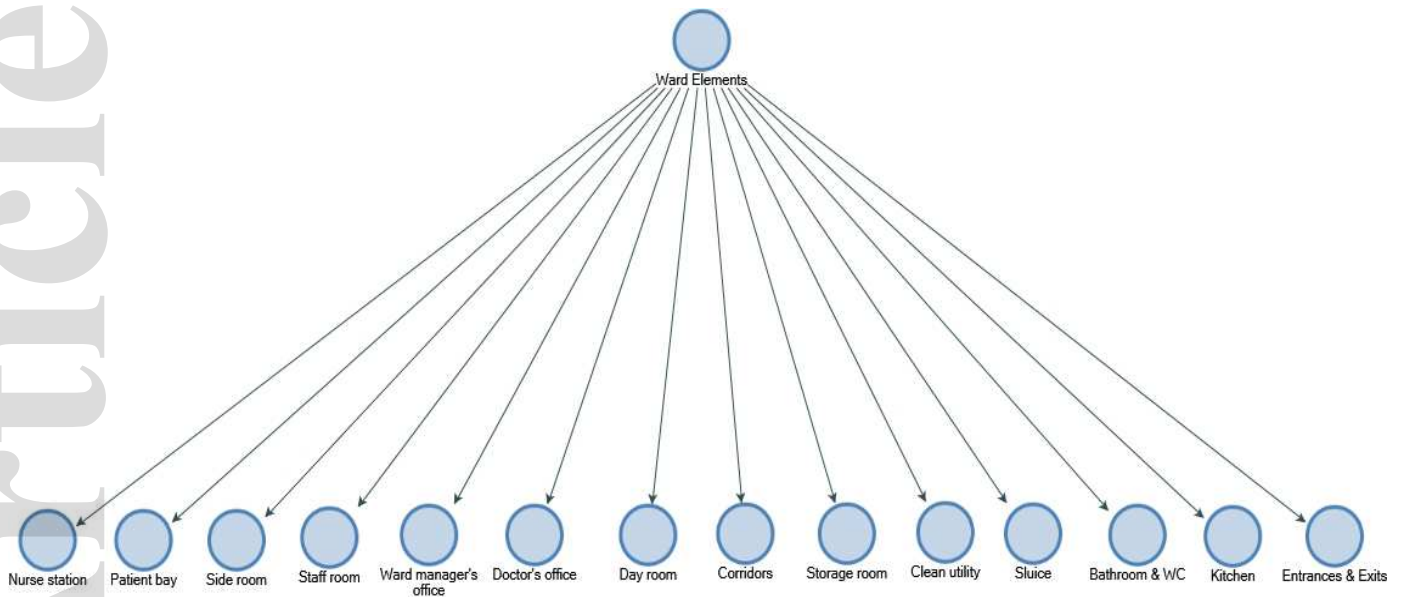 Article
Ward Elements
Nurse station
Patient bay
Side room
Staff room
Ward manager's
office
Doctor's office
Day room
Corridors
Storage room
Clean utility
Sluice
Bathroom & WC
Kitchen
Entrances & Exits